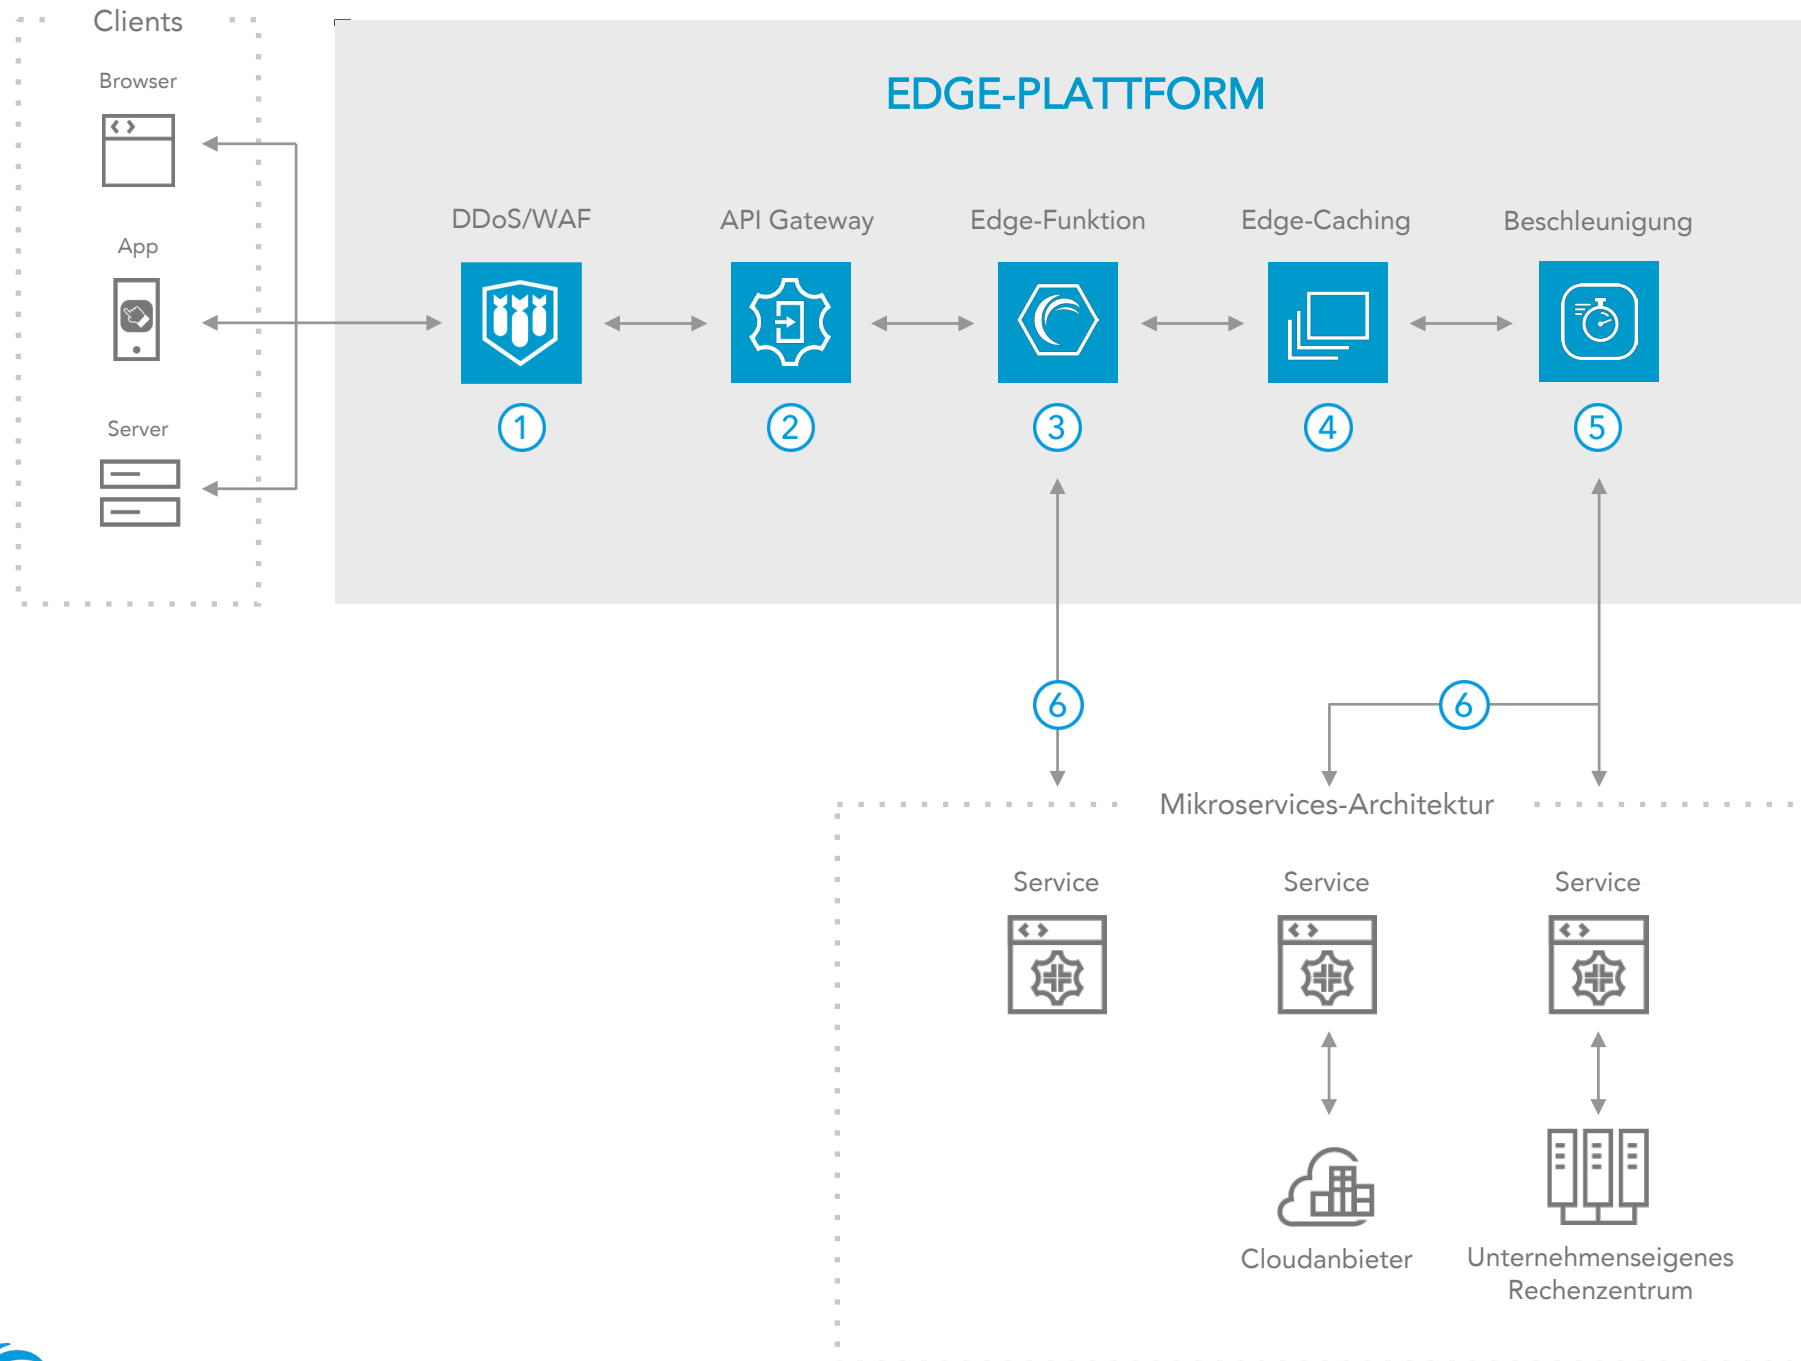 Clients
Browser
App
Server
EDGE-PLATTFORM
DDoS/WAF
API Gateway
Edge-Funktion
Edge-Caching
Beschleunigung
1
2
3
4
5
6
6
Mikroservices-Architektur
Service
Service
Service
Cloudanbieter
Unternehmenseigenes
Rechenzentrum